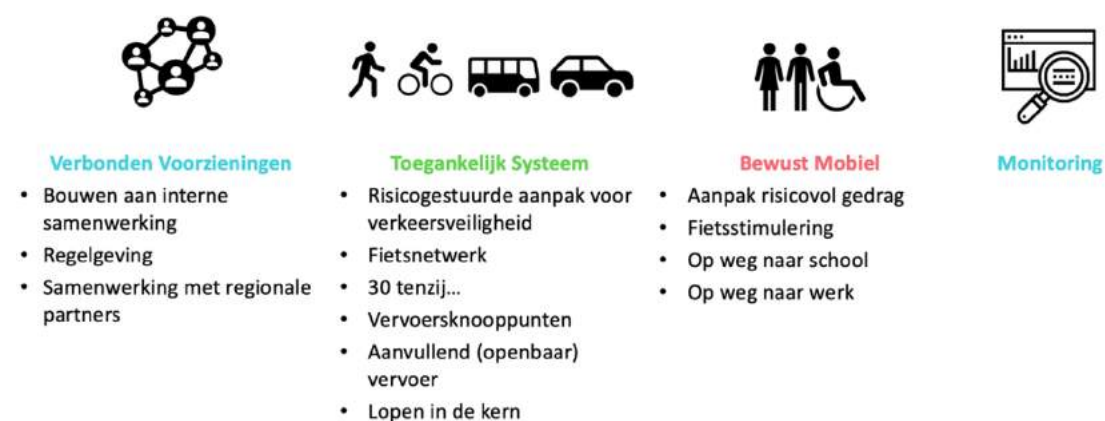 Verbonden Voorzieningen
• Bouwen aan interne
samenwerking
• Regelgeving
• Samenwerking met regionale
partners
Toegankelijk Systeem
• Risicogestuurde aanpak voor
verkeersveiligheid
• Fietsnetwerk
• 30 tenzij...
• Vervoersknooppunten
• Aanvullend (openbaar)
vervoer
• Lopen in de kern
Bewust Mobiel
• Aanpak risicovol gedrag
• Fietsstimulering
• Op weg naar school
• Op weg naar werk
Monitoring